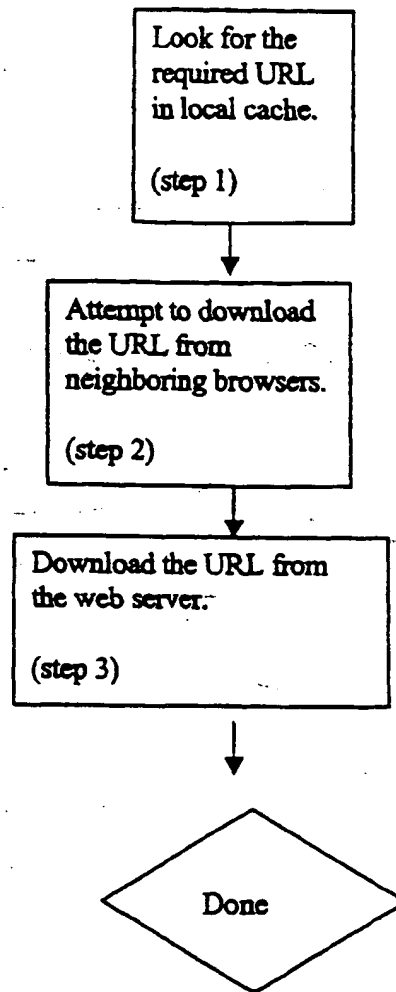 Look for the
required URL
in local cache.
(step 1)
Attempt to download
the URL from
neighboring browsers.
(step 2)
Download the URL from
the web server.
(step 3)
Done